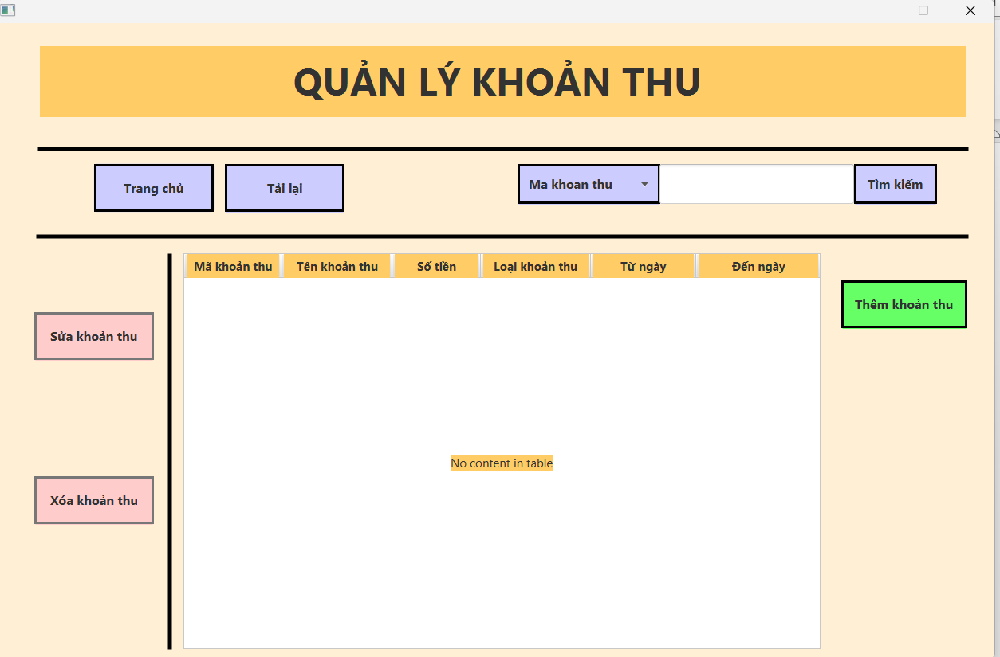 QUẢN LÝ KHOẢN THU
Trang chủ
Tải lại
Ma khoan thu
Tìm kiếm
Mã khoản thu
Tên khoản thu
Số tiền
Loại khoản thu
Từ ngày
Đến ngày
Thêm khoản thu
Sửa khoản thu
No content in table
Xóa khoản thu